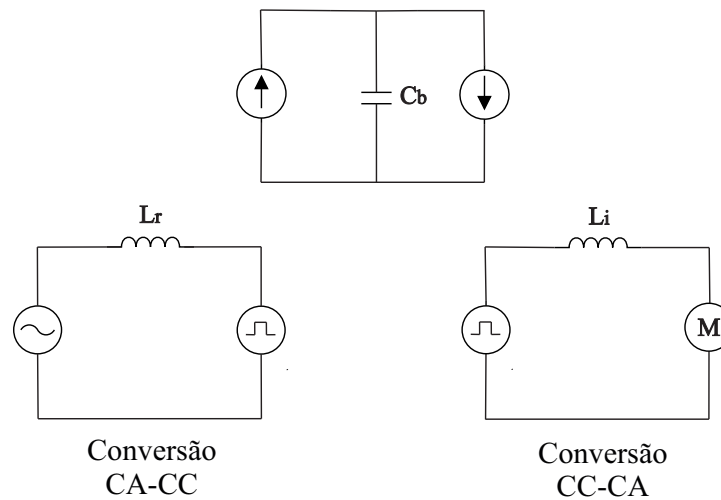 Cb
Lr
Li
M
Conversão
CA-CC
Conversão
CC-CA